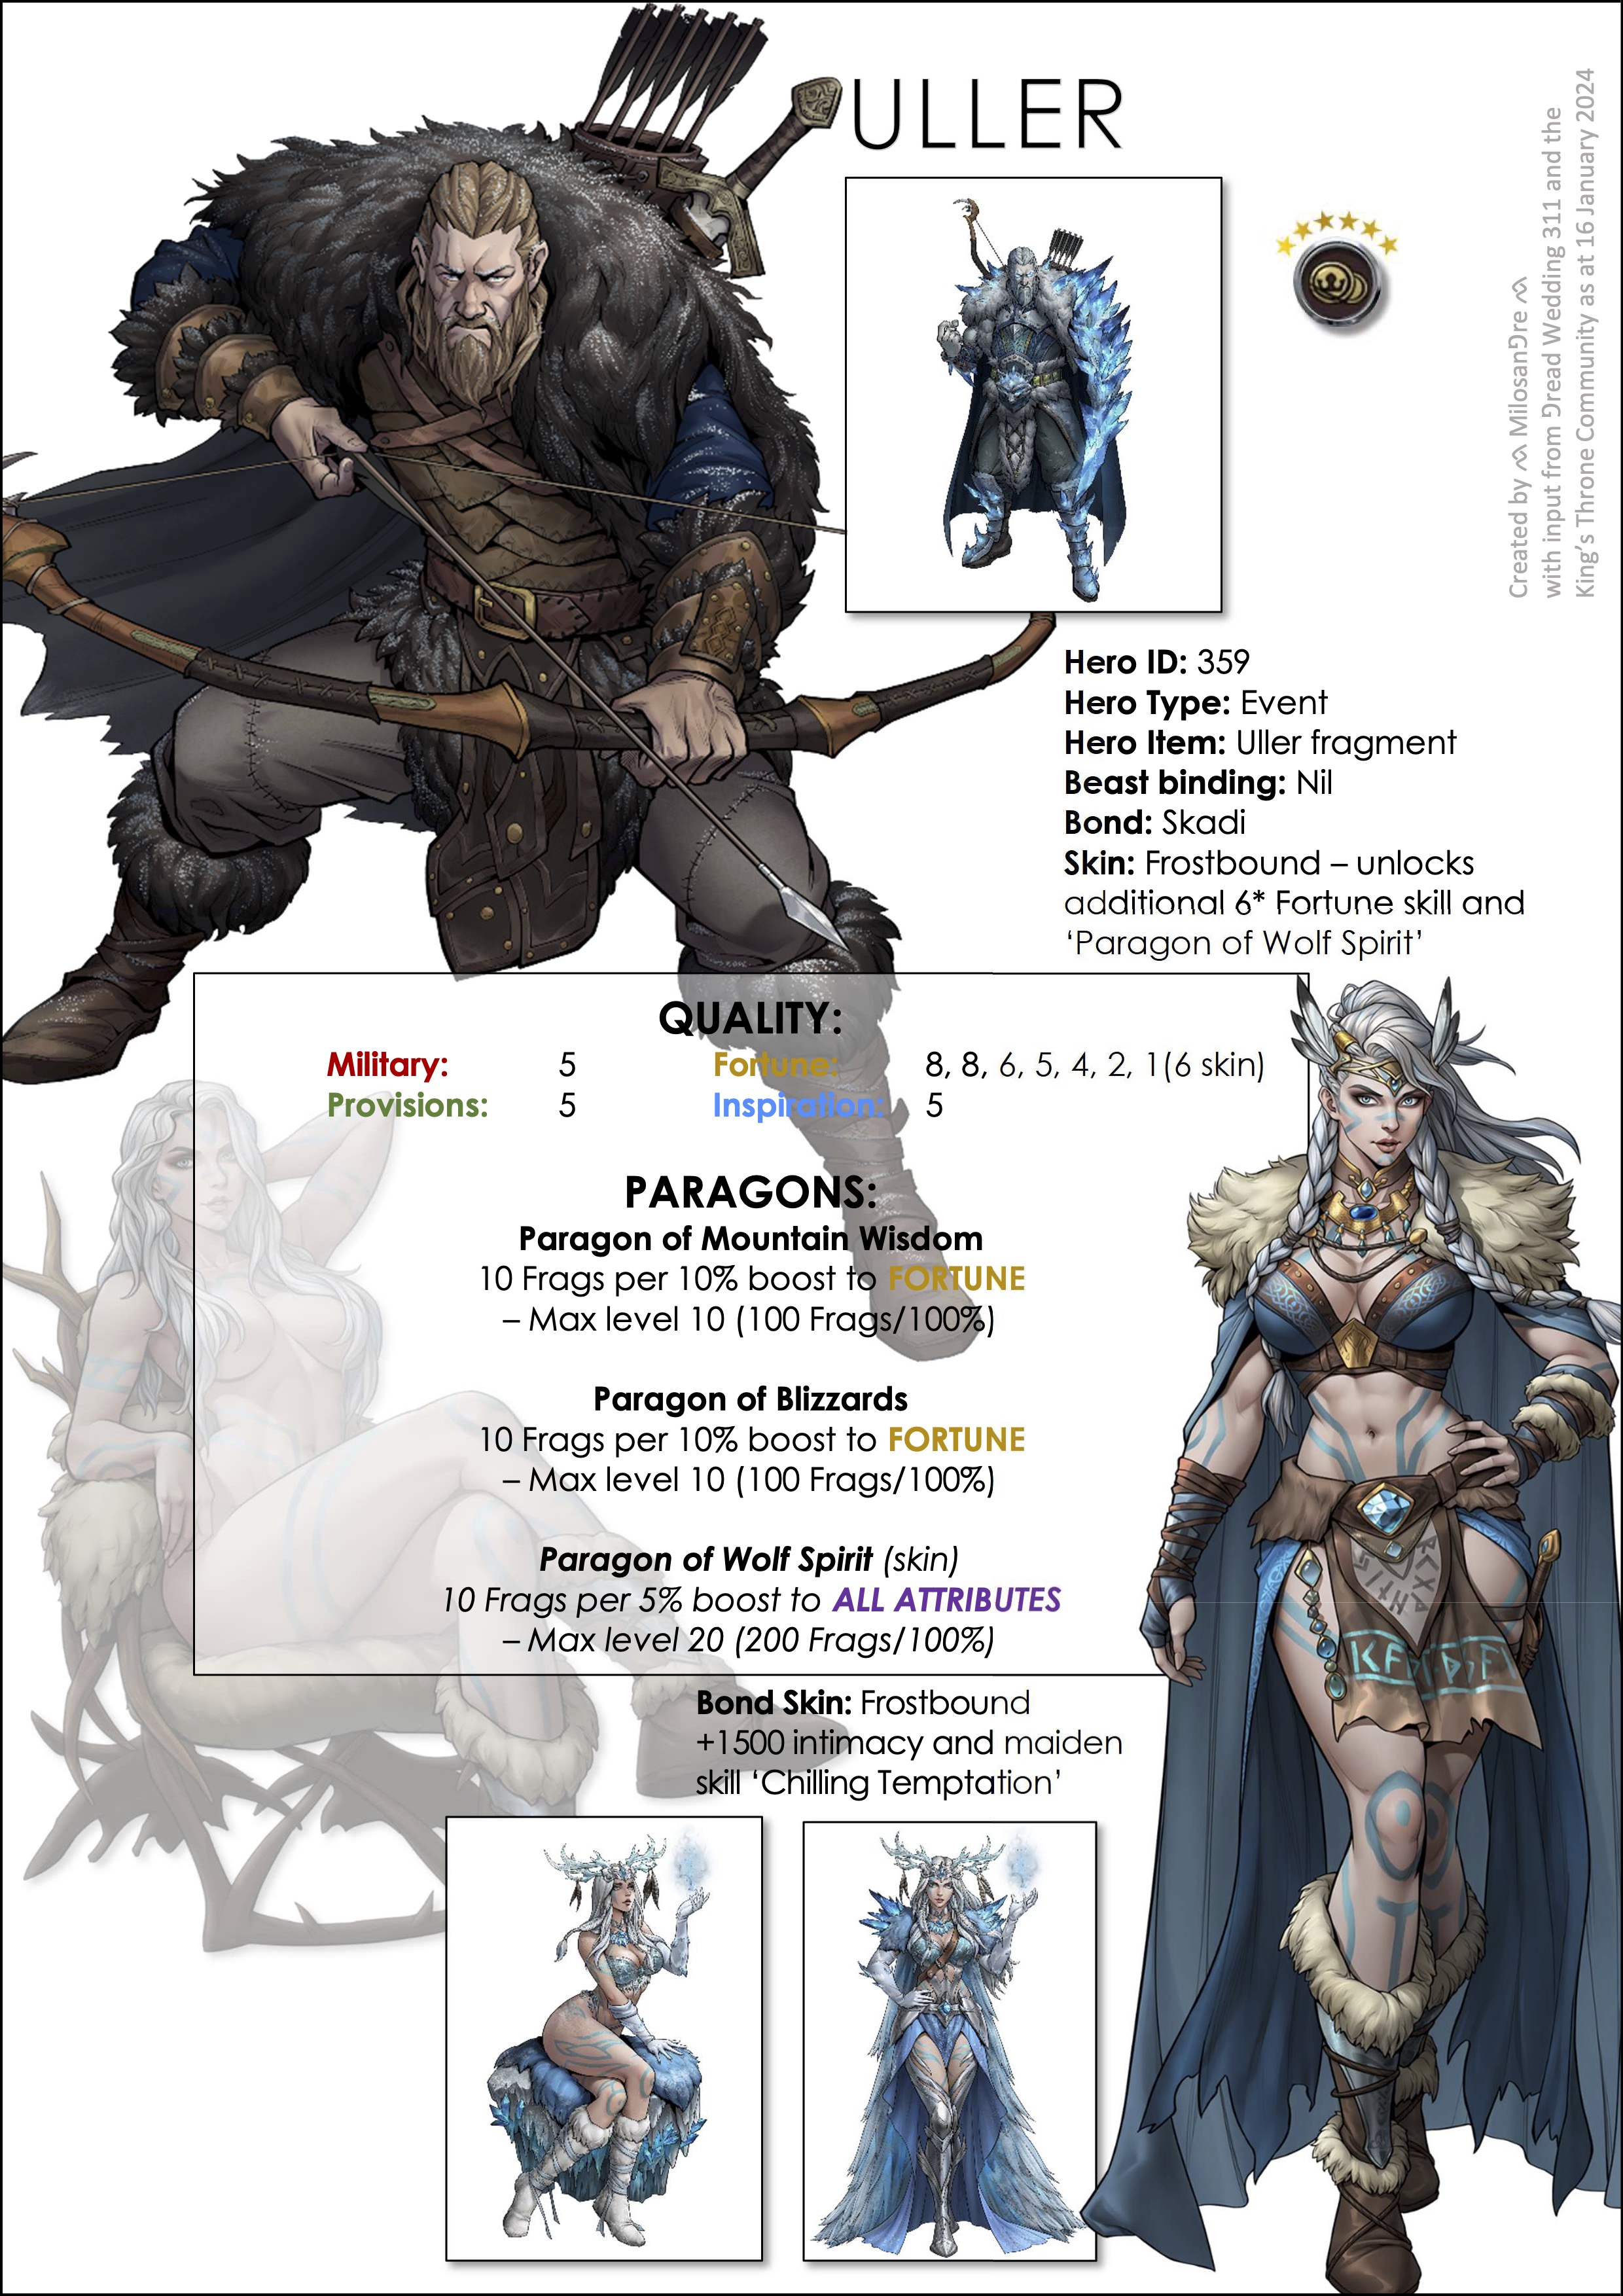 ULLER
Created by ᨏ MilosanƋre ᨏ
with input from Ɗread Wedding 311 and the
King's Throne Community as at 16 January 2024
Hero ID: 359
Hero Type: Event
Hero Item: Uller fragment
Beast binding: Nil
Bond: Skadi
Skin: Frostbound – unlocks
additional 6* Fortune skill and
‘Paragon of Wolf Spirit’
QUALITY:
Military: 5 Fortune: 8, 8, 6, 5, 4, 2, 1(6 skin)
Provisions: 5 Inspiration: 5
PARAGONS:
Paragon of Mountain Wisdom
10 Frags per 10% boost to FORTUNE
– Max level 10 (100 Frags/100%)
Paragon of Blizzards
10 Frags per 10% boost to FORTUNE
– Max level 10 (100 Frags/100%)
Paragon of Wolf Spirit (skin)
10 Frags per 5% boost to ALL ATTRIBUTES
– Max level 20 (200 Frags/100%)
Bond Skin: Frostbound
+1500 intimacy and maiden
skill ‘Chilling Temptation’